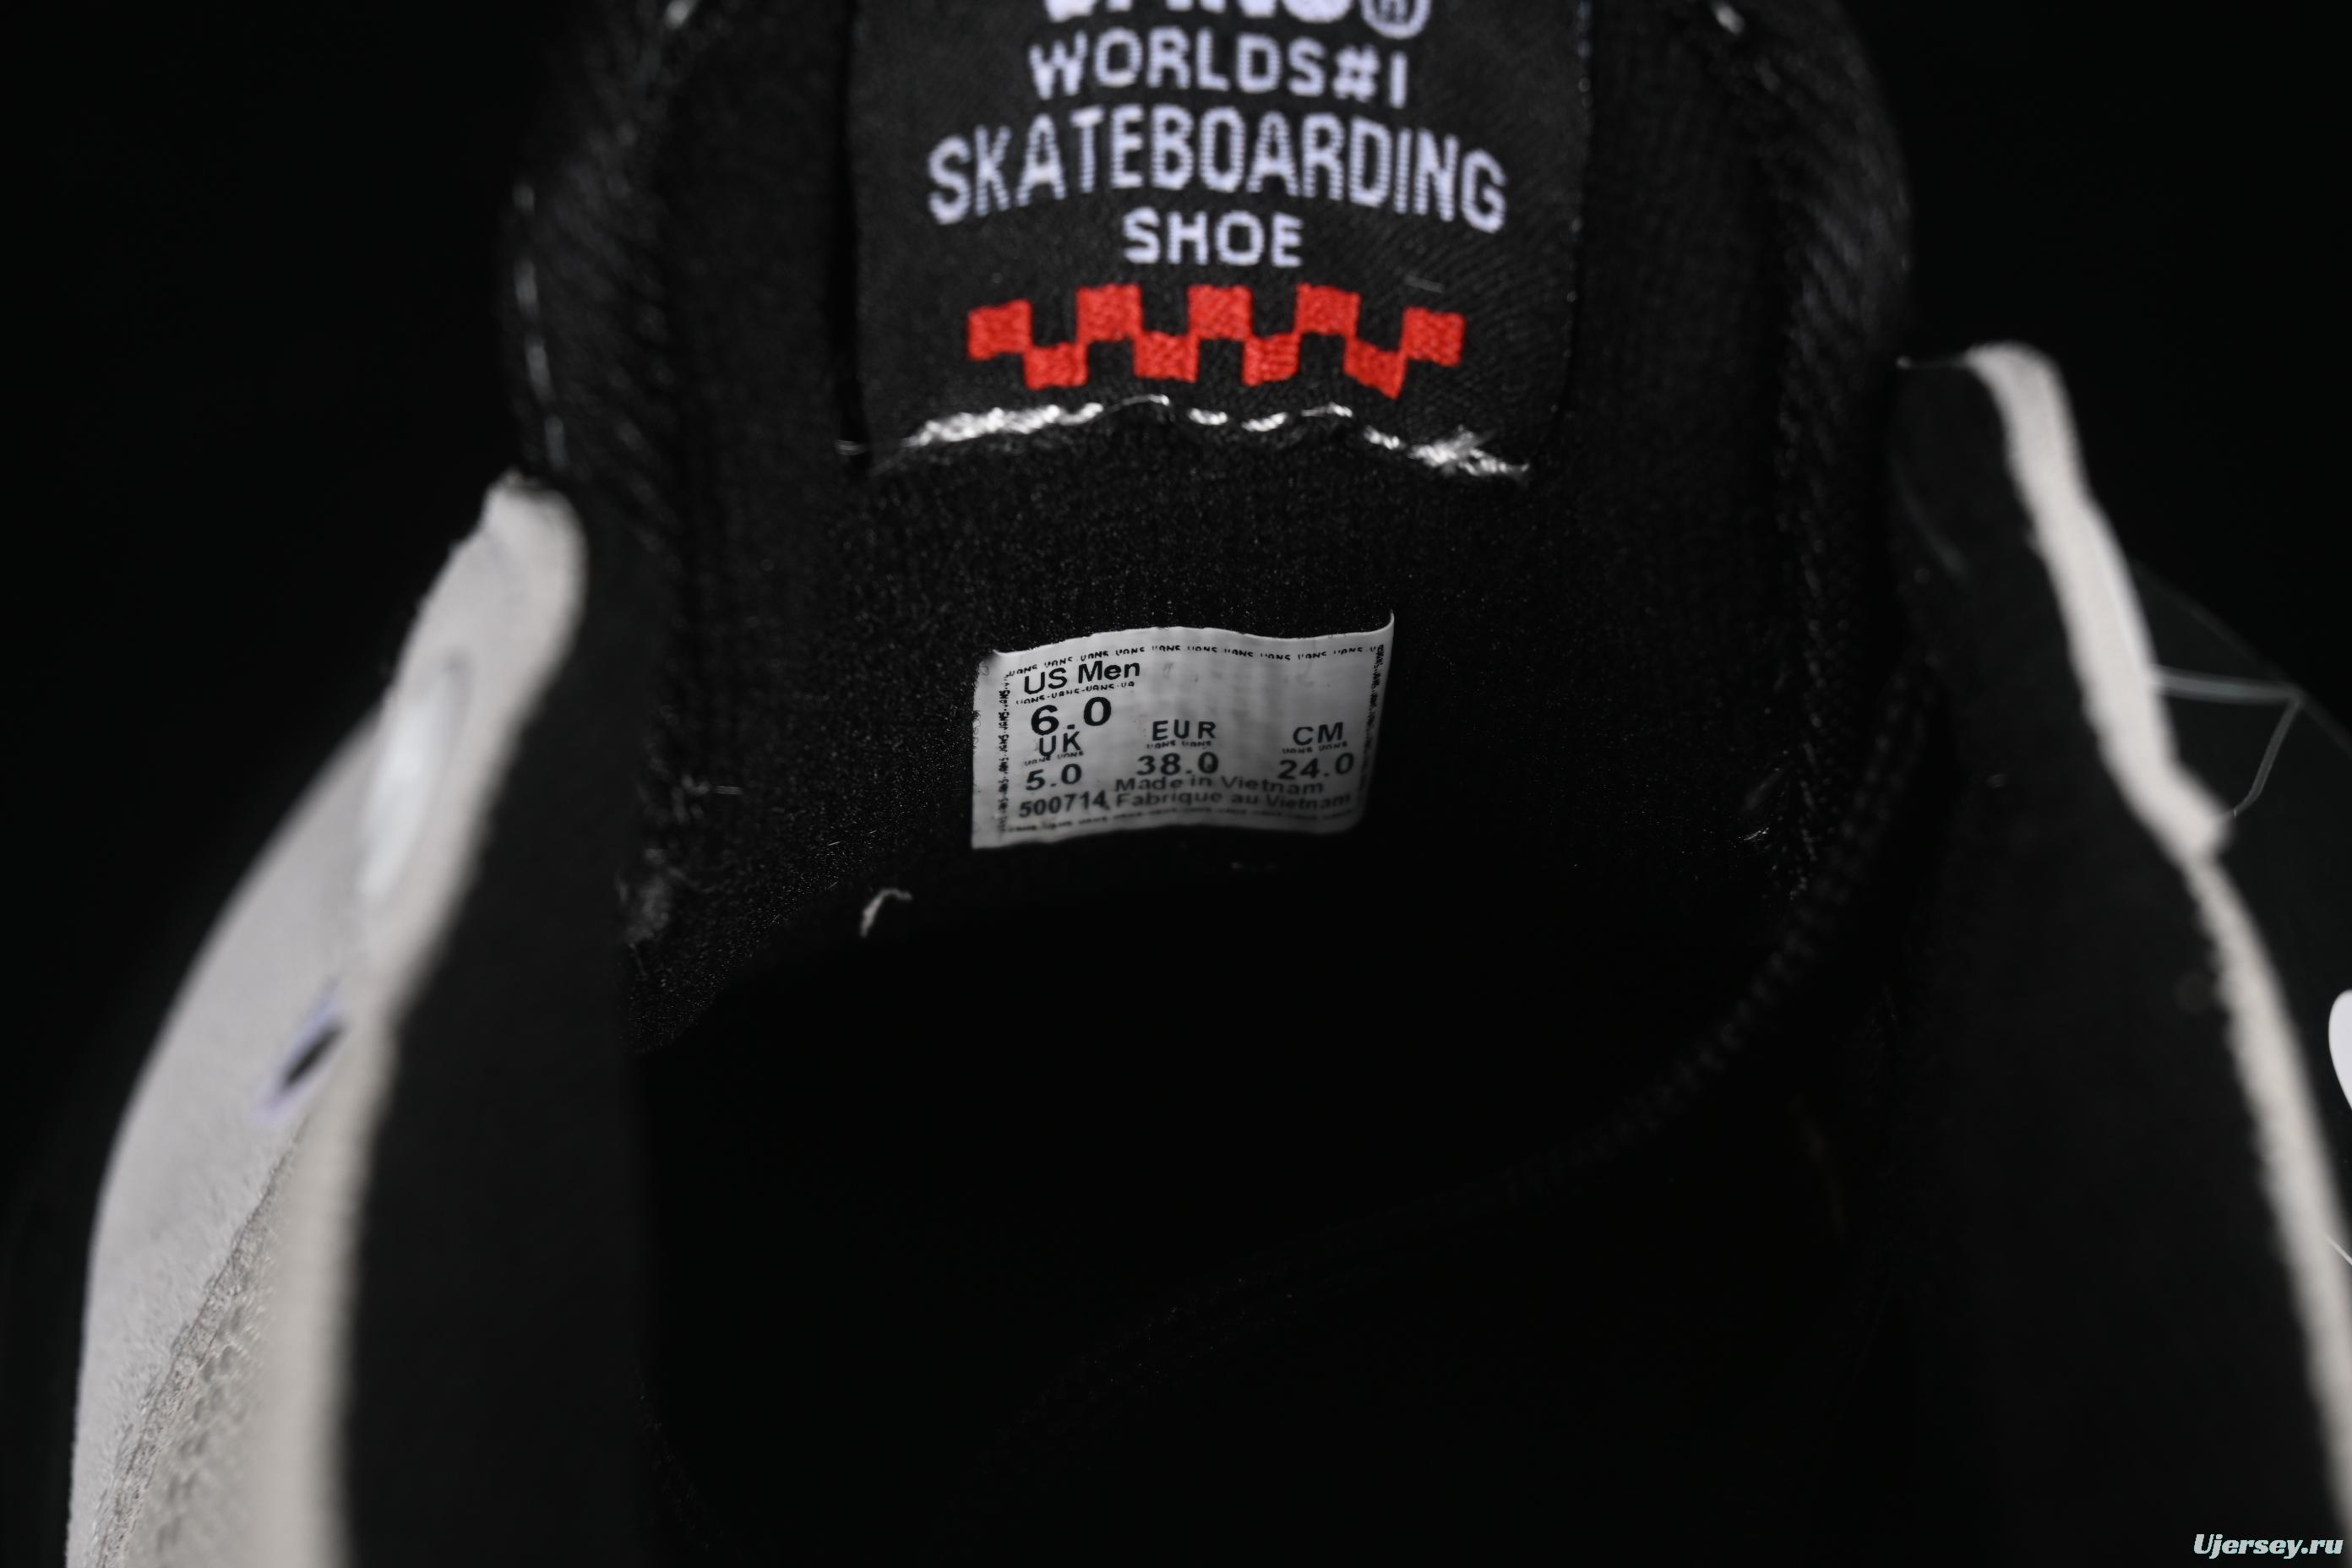 VANS®
WORLDS#1
SKATEBOARDING
SHOE
US Men
6.0
UK EUR CM
5.0 38.0 24.0
Made in Vietnam
500714 Fabrique au Vietnam
Ujersey.ru